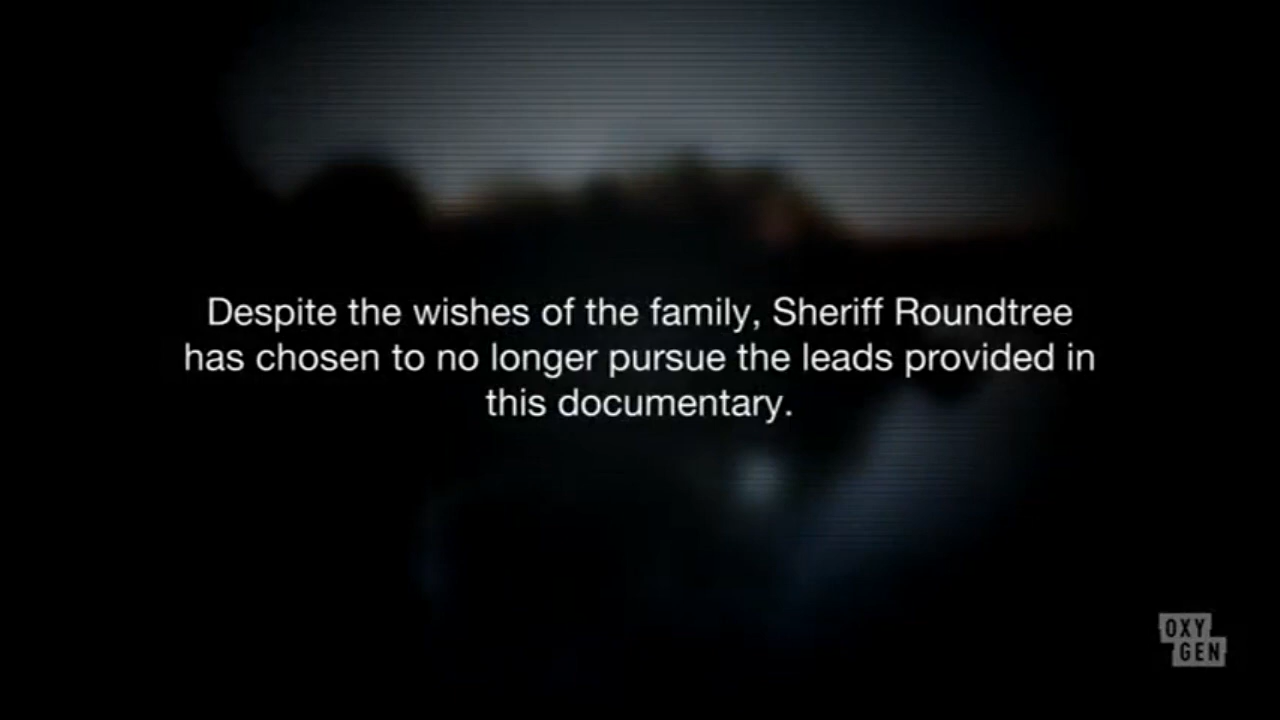 Despite the wishes of the family, Sheriff Roundtree
has chosen to no longer pursue the leads provided in
this documentary.
OXY
GEN